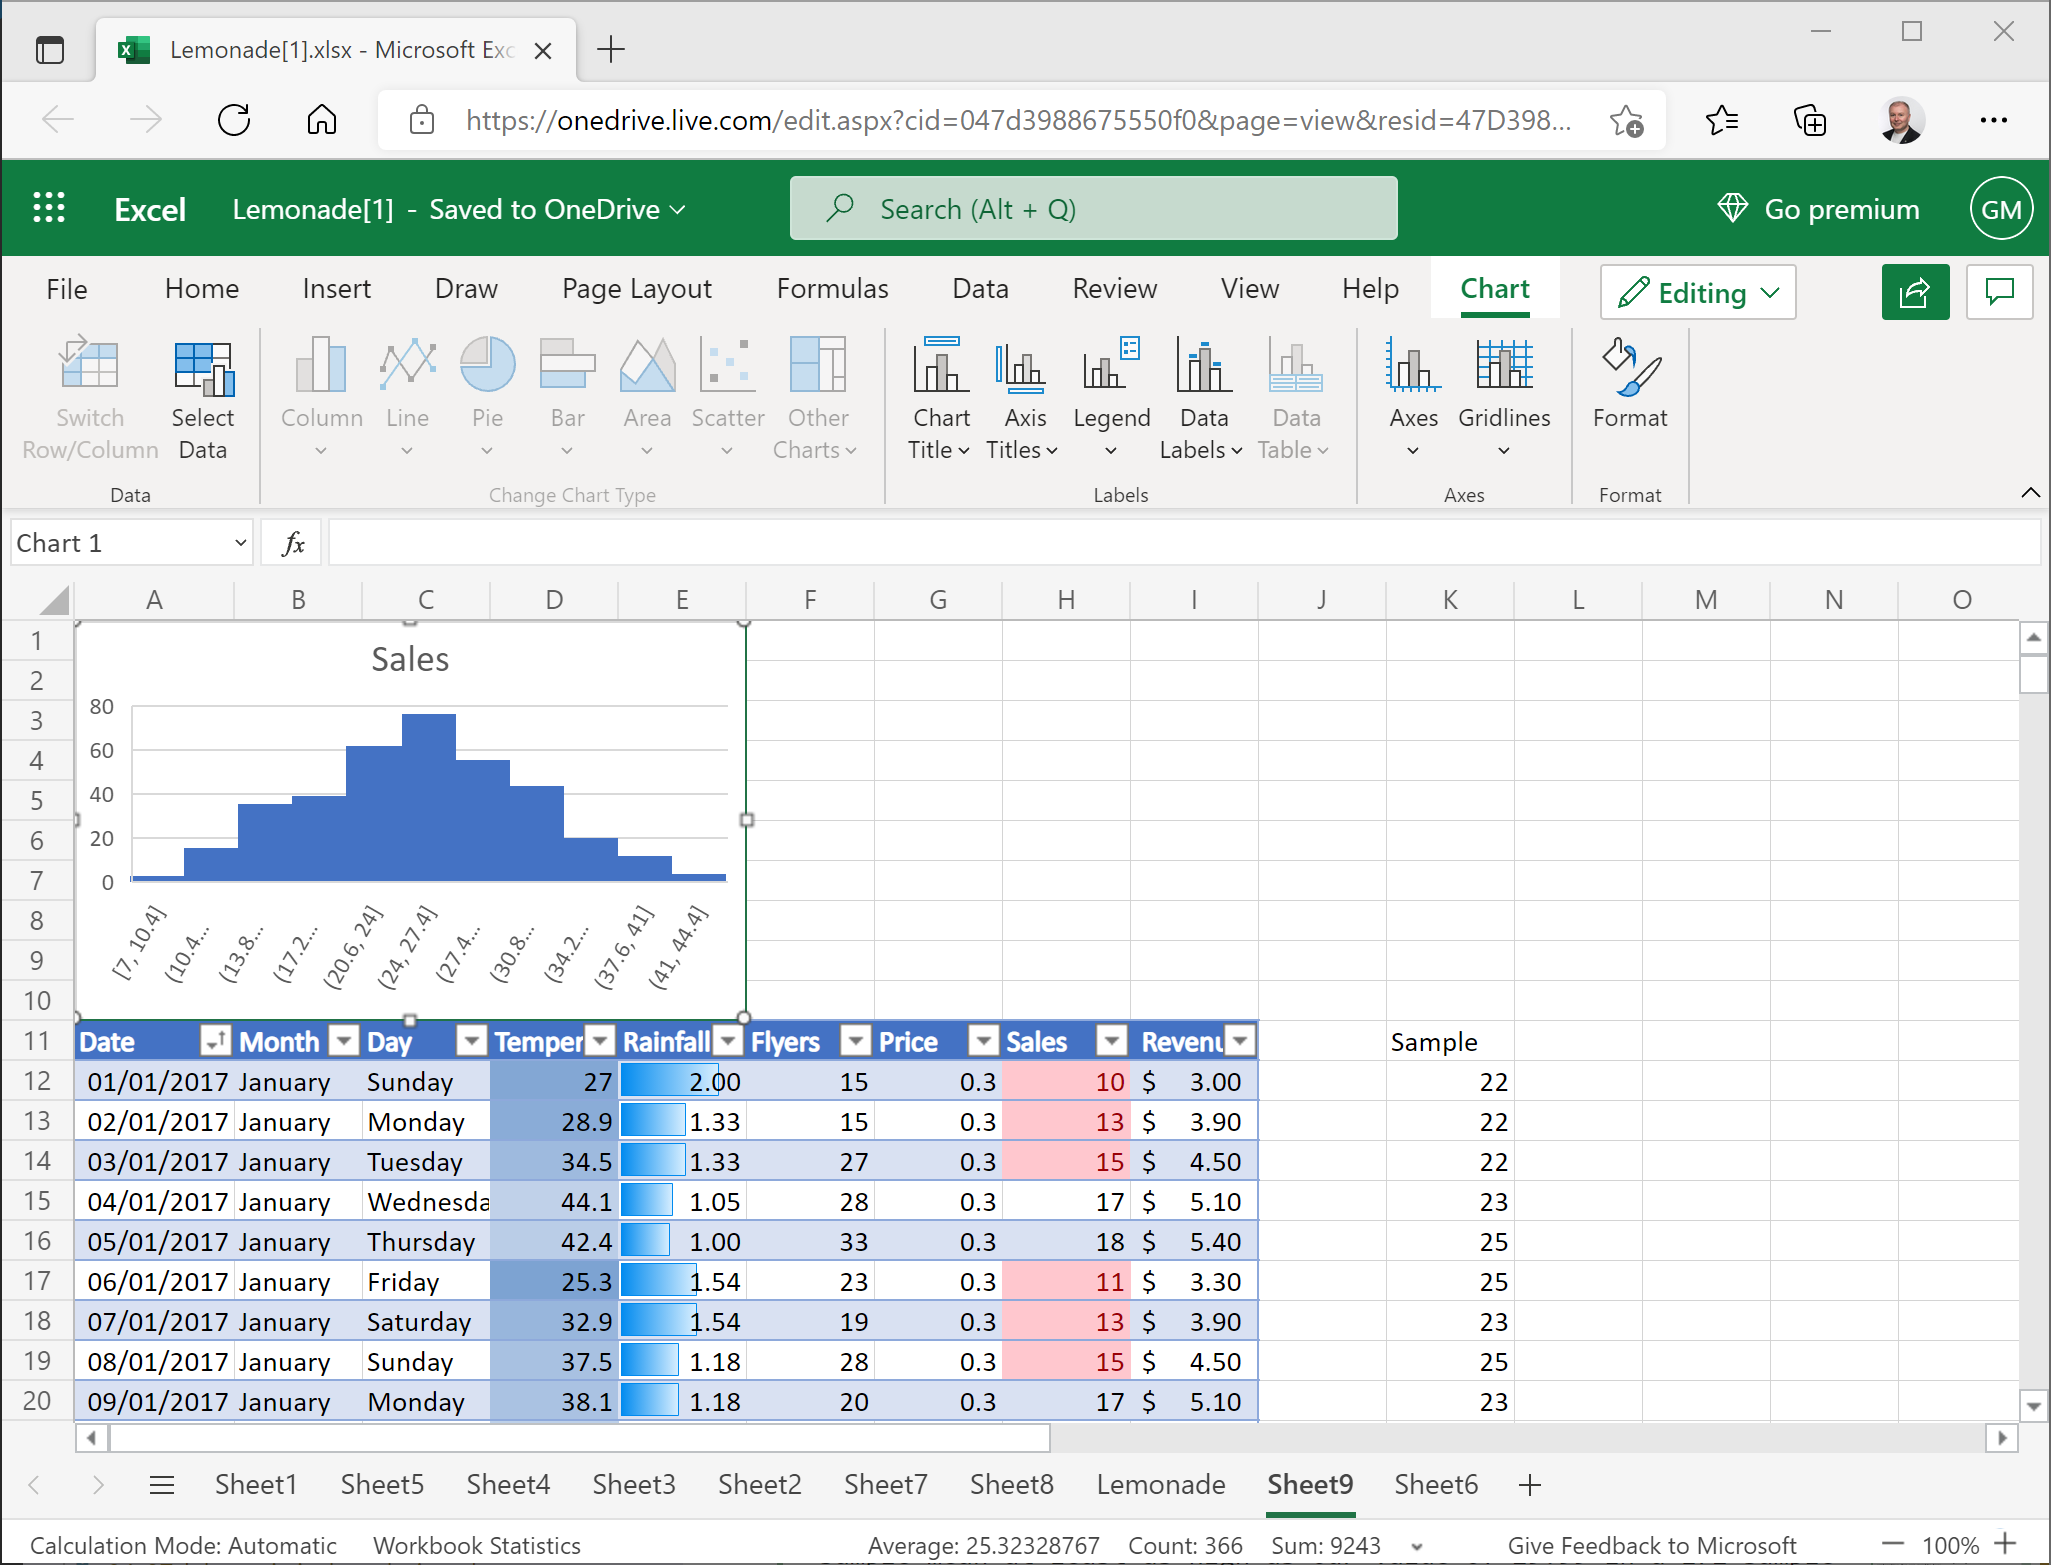 Lemonade[1].xlsx - Microsoft Exc
https://onedrive.live.com/edit.aspx?cid=047d3988675550f0&page=view&resid=47D398...
Excel Lemonade[1] - Saved to OneDrive Search (Alt + Q) Go premium GM
File Home Insert Draw Page Layout Formulas Data Review View Help Chart Editing
Switch Row/Column
Select Data
Column
Line
Pie
Bar
Area
Scatter
Other Charts
Chart Title
Axis Titles
Legend
Data Labels
Data Table
Axes
Gridlines
Format
Data Change Chart Type Labels Axes Format
Chart 1 fx
A B C D E F G H I J K L M N O
1
2
3
4
5
6
7
8
9
10
Sales
80
60
40
20
0
[7, 10.4] (10.4... (13.8... (17.2... (20.6, 24] (24, 27.4] (27.4... (30.8... (34.2... (37.6, 41] (41, 44.4]
11 Date Month Day Temper Rainfall Flyers Price Sales Revenu Sample
12 01/01/2017 January Sunday 27 2.00 15 0.3 10 $ 3.00 22
13 02/01/2017 January Monday 28.9 1.33 15 0.3 13 $ 3.90 22
14 03/01/2017 January Tuesday 34.5 1.33 27 0.3 15 $ 4.50 22
15 04/01/2017 January Wednesda 44.1 1.05 28 0.3 17 $ 5.10 23
16 05/01/2017 January Thursday 42.4 1.00 33 0.3 18 $ 5.40 25
17 06/01/2017 January Friday 25.3 1.54 23 0.3 11 $ 3.30 25
18 07/01/2017 January Saturday 32.9 1.54 19 0.3 13 $ 3.90 23
19 08/01/2017 January Sunday 37.5 1.18 28 0.3 15 $ 4.50 25
20 09/01/2017 January Monday 38.1 1.18 20 0.3 17 $ 5.10 23
Sheet1 Sheet5 Sheet4 Sheet3 Sheet2 Sheet7 Sheet8 Lemonade Sheet9 Sheet6
Calculation Mode: Automatic Workbook Statistics Average: 25.32328767 Count: 366 Sum: 9243 Give Feedback to Microsoft 100%